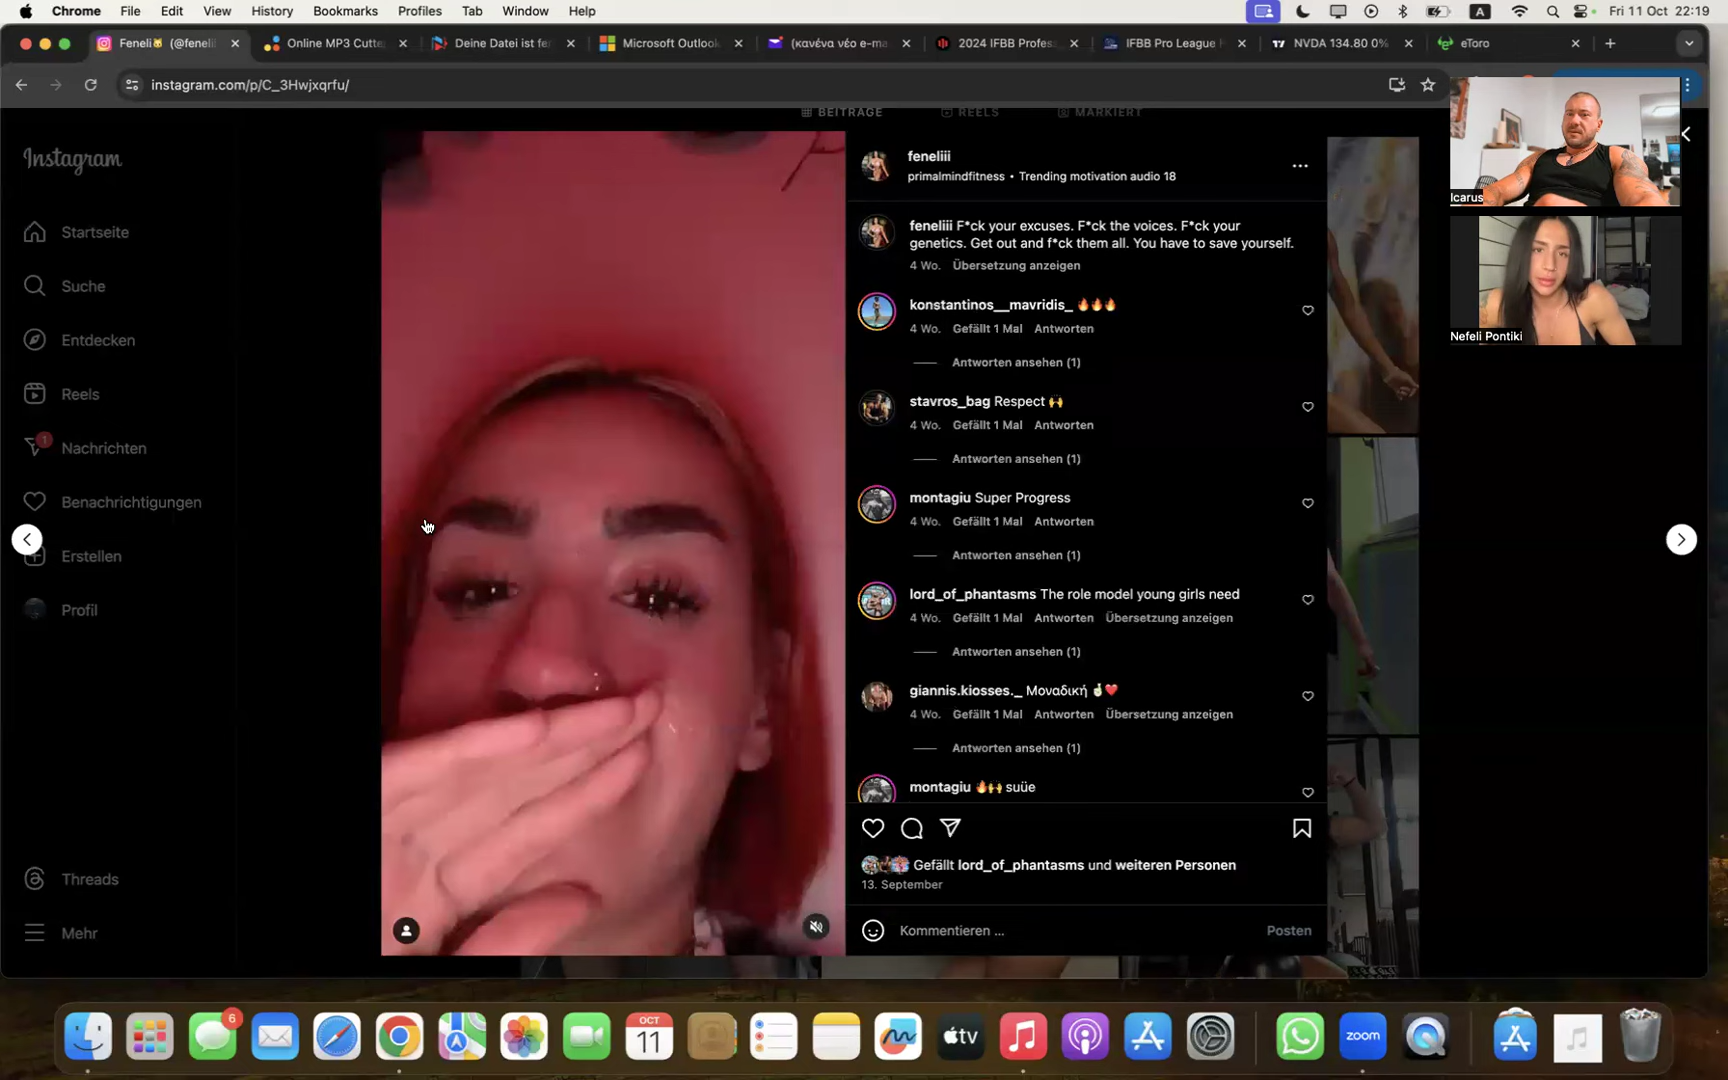 Chrome File Edit View History Bookmarks Profiles Tab Window Help
A Fri 11 Oct 22:19
Feneli (@feneli
Online MP3 Cutte
Deine Datei ist fer
Microsoft Outlook
(κανένα νέο e-ma
2024 IFBB Profess
IFBB Pro League
NVDA 134.80 0%
eToro
instagram.com/p/C_3Hwjxqrfu/
BEITRÄGE REELS MARKIERT
Instagram
Startseite
Suche
Entdecken
Reels
1
Nachrichten
Benachrichtigungen
Erstellen
Profil
Threads
Mehr
feneliii
primalmindfitness • Trending motivation audio 18
feneliii F*ck your excuses. F*ck the voices. F*ck your
genetics. Get out and f*ck them all. You have to save yourself.
4 Wo. Übersetzung anzeigen
konstantinos__mavridis_ 🔥🔥🔥
4 Wo. Gefällt 1 Mal Antworten
Antworten ansehen (1)
stavros_bag Respect 🙌
4 Wo. Gefällt 1 Mal Antworten
Antworten ansehen (1)
montagiu Super Progress
4 Wo. Gefällt 1 Mal Antworten
Antworten ansehen (1)
lord_of_phantasms The role model young girls need
4 Wo. Gefällt 1 Mal Antworten Übersetzung anzeigen
Antworten ansehen (1)
giannis.kiosses._ Μοναδική 🤞❤️
4 Wo. Gefällt 1 Mal Antworten Übersetzung anzeigen
Antworten ansehen (1)
montagiu 🔥🙌 suüe
Gefällt lord_of_phantasms und weiteren Personen
13. September
Kommentieren ...
Posten
Icarus
Nefeli Pontiki
6
OCT
11
tv
zoom